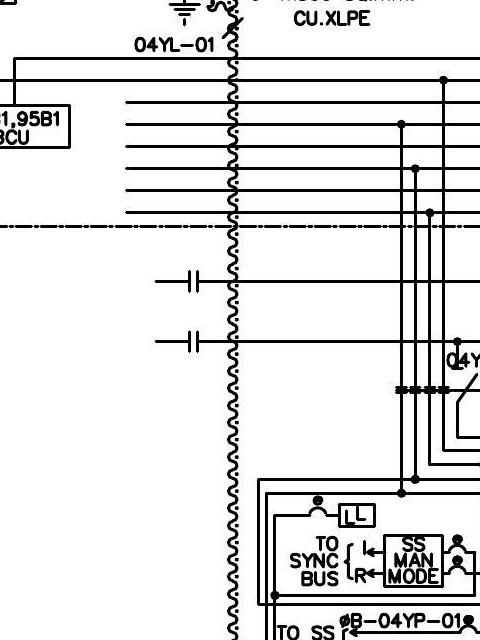 CU.XLPE
04YL-01
1,95B1
BCU
04Y
LL
TO
SYNC
BUS
I
R
SS
MAN
MODE
ØB-04YP-01
TO SS